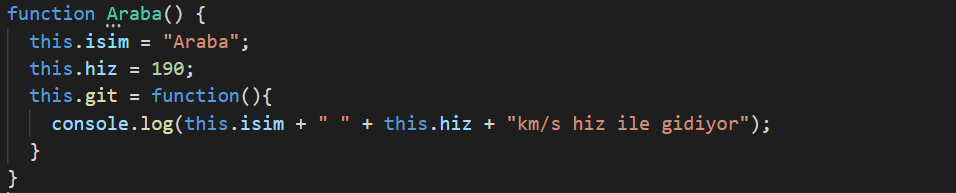 function Araba() {
this.isim = "Araba";
this.hiz = 190;
this.git = function(){
console.log(this.isim + " " + this.hiz + "km/s hiz ile gidiyor");
}
}